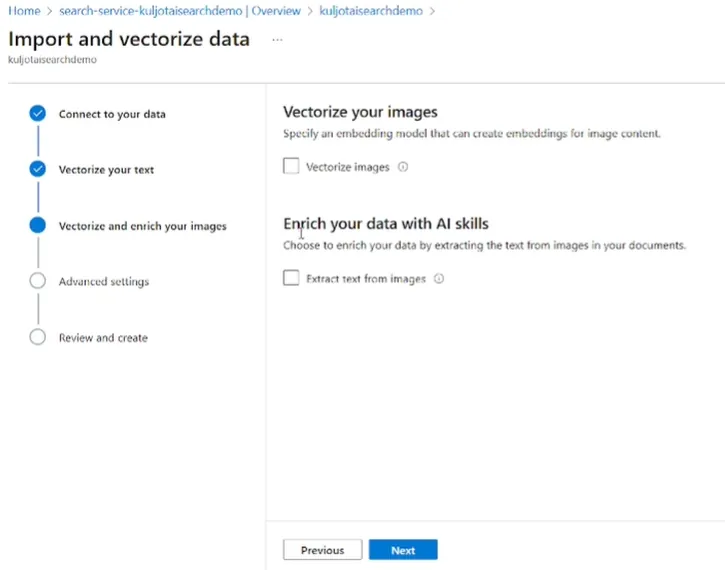 Home > search-service-kuljotaisearchdemo | Overview > kuljotaisearchdemo >
Import and vectorize data ...
kuljotaisearchdemo
Connect to your data
Vectorize your text
Vectorize and enrich your images
Advanced settings
Review and create
Vectorize your images
Specify an embedding model that can create embeddings for image content.
Vectorize images
Enrich your data with AI skills
Choose to enrich your data by extracting the text from images in your documents.
Extract text from images
Previous
Next